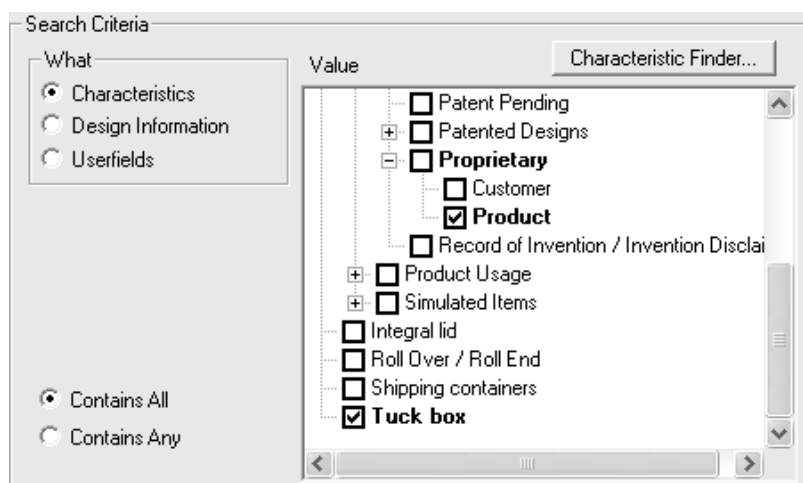 Search Criteria
What
Characteristics
Design Information
Userfields
Value
Characteristic Finder...
Patent Pending
Patented Designs
Proprietary
Customer
Product
Record of Invention / Invention Disclai
Product Usage
Simulated Items
Integral lid
Roll Over / Roll End
Shipping containers
Tuck box
Contains All
Contains Any